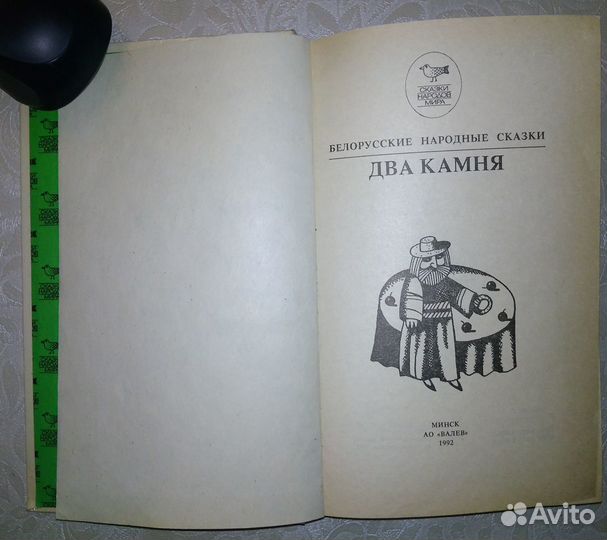 СКАЗКИ
НАРОДОВ
МИРА
БЕЛОРУССКИЕ НАРОДНЫЕ СКАЗКИ
ДВА КАМНЯ
МИНСК
АО «ВАЛЕВ»
1992
Avito